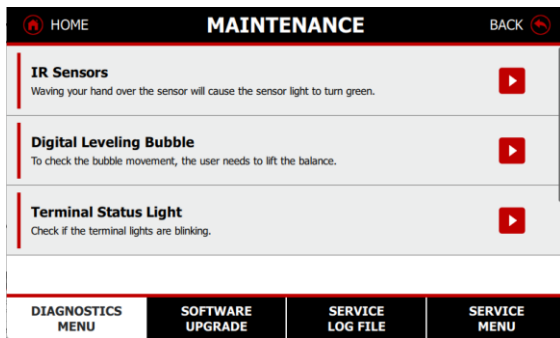 HOME
MAINTENANCE
BACK
IR Sensors
Waving your hand over the sensor will cause the sensor light to turn green.
Digital Leveling Bubble
To check the bubble movement, the user needs to lift the balance.
Terminal Status Light
Check if the terminal lights are blinking.
DIAGNOSTICS
MENU
SOFTWARE
UPGRADE
SERVICE
LOG FILE
SERVICE
MENU